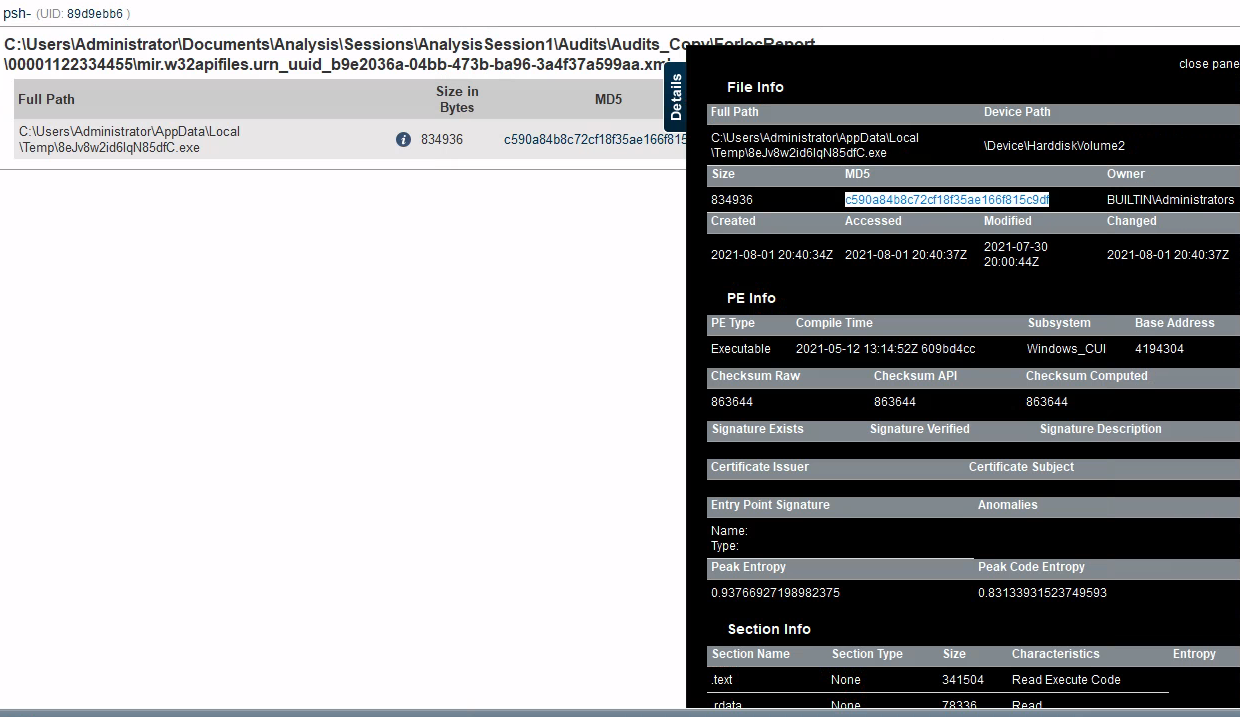 psh- (UID: 89d9ebb6 )
C:\Users\Administrator\Documents\Analysis\Sessions\AnalysisSession1\Audits\Audits_Copy\ForIocReport
\00001122334455\mir.w32apifiles.urn_uuid_b9e2036a-04bb-473b-ba96-3a4f37a599aa.xml
Full Path Size in Bytes MD5
C:\Users\Administrator\AppData\Local
\Temp\8eJv8w2id6IqN85dfC.exe
834936 c590a84b8c72cf18f35ae166f815
Details
close pane
File Info
Full Path Device Path
C:\Users\Administrator\AppData\Local
\Temp\8eJv8w2id6IqN85dfC.exe
\Device\HarddiskVolume2
Size MD5 Owner
834936 c590a84b8c72cf18f35ae166f815c9df BUILTIN\Administrators
Created Accessed Modified Changed
2021-08-01 20:40:34Z 2021-08-01 20:40:37Z 2021-07-30 20:00:44Z 2021-08-01 20:40:37Z
PE Info
PE Type Compile Time Subsystem Base Address
Executable 2021-05-12 13:14:52Z 609bd4cc Windows_CUI 4194304
Checksum Raw Checksum API Checksum Computed
863644 863644 863644
Signature Exists Signature Verified Signature Description
Certificate Issuer Certificate Subject
Entry Point Signature Anomalies
Name:
Type:
Peak Entropy Peak Code Entropy
0.93766927198982375 0.83133931523749593
Section Info
Section Name Section Type Size Characteristics Entropy
.text None 341504 Read Execute Code
.rdata None 78336 Read